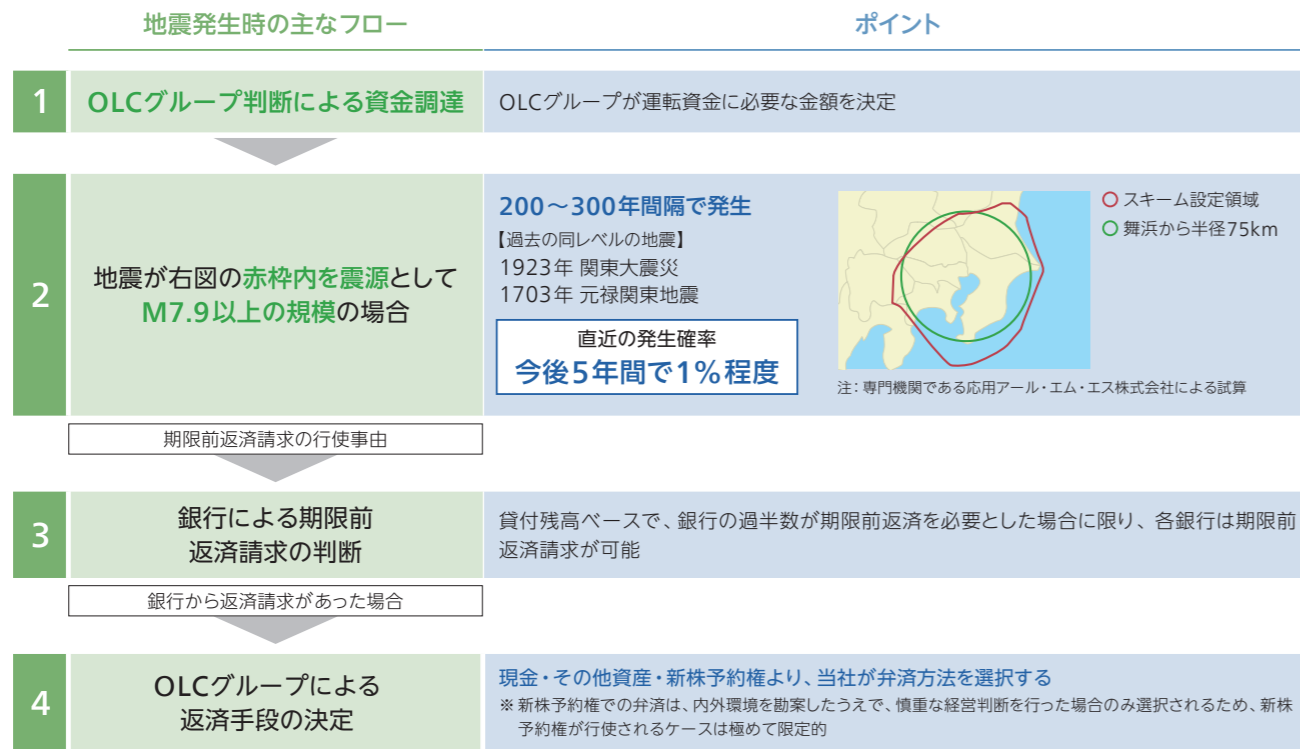 地震発生時の主なフロー
ポイント
1
OLCグループ判断による資金調達
OLCグループが運転資金に必要な金額を決定
2
地震が右図の赤枠内を震源として
M7.9以上の規模の場合
200～300年間隔で発生
【過去の同レベルの地震】
1923年 関東大震災
1703年 元禄関東地震
直近の発生確率
今後5年間で1％程度
スキーム設定領域
舞浜から半径75km
注：専門機関である応用アール・エム・エス株式会社による試算
期限前返済請求の行使事由
3
銀行による期限前
返済請求の判断
貸付残高ベースで、銀行の過半数が期限前返済を必要とした場合に限り、各銀行は期限前
返済請求が可能
銀行から返済請求があった場合
4
OLCグループによる
返済手段の決定
現金・その他資産・新株予約権より、当社が弁済方法を選択する
※ 新株予約権での弁済は、内外環境を勘案したうえで、慎重な経営判断を行った場合のみ選択されるため、新株
予約権が行使されるケースは極めて限定的